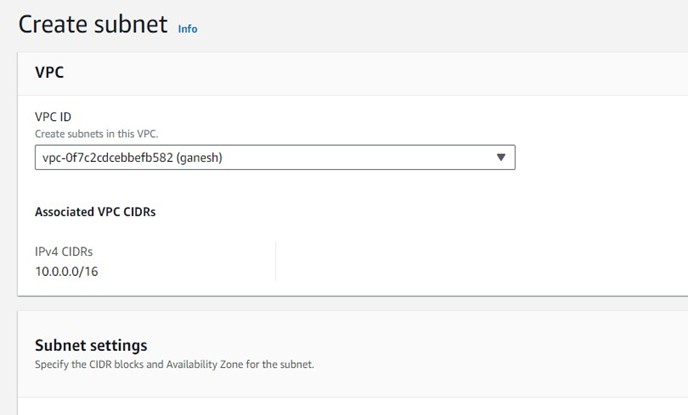 Create subnet Info
VPC
VPC ID
Create subnets in this VPC.
vpc-0f7c2cdcebbefb582 (ganesh)
Associated VPC CIDRs
IPv4 CIDRs
10.0.0.0/16
Subnet settings
Specify the CIDR blocks and Availability Zone for the subnet.